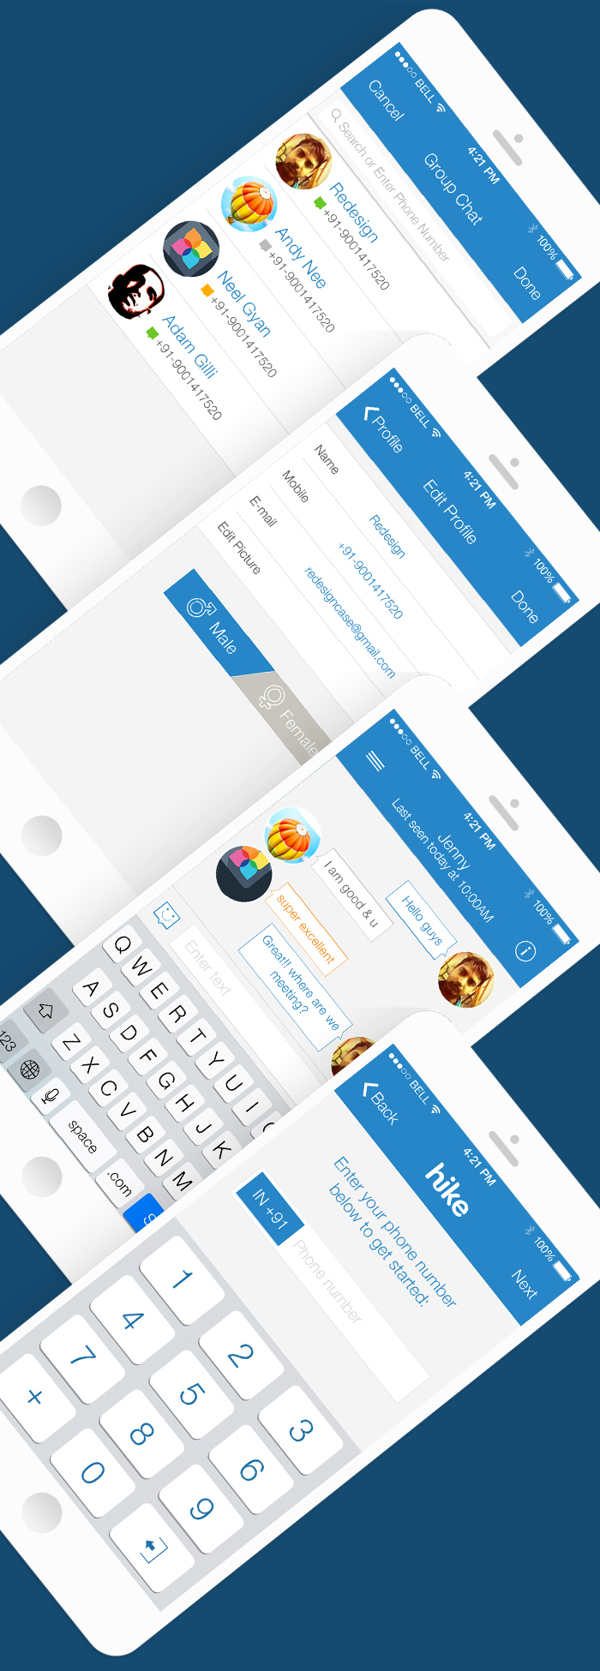 BELL
4:21 PM
100%
Cancel
Group Chat
Done
Search or Enter Phone Number
Redesign
+91-9001417520
Andy Nee
+91-9001417520
Neel Gyan
+91-9001417520
Adam Gilli
+91-9001417520
BELL
4:21 PM
100%
Profile
Edit Profile
Done
Name
Redesign
Mobile
+91-9001417520
E-mail
redesigncase@gmail.com
Edit Picture
Male
Female
BELL
4:21 PM
100%
Jenny
Last seen today at 10:00AM
Hello guys
I am good & u
super excellent
Great!! where are we
meeting?
Enter text
Q W E R T Y U I
A S D F G H J K
Z X C V B N M
123
space
.com
BELL
4:21 PM
100%
Back
hike
Next
Enter your phone number
below to get started:
IN +91
Phone number
1 2 3
4 5 6
7 8 9
+ 0